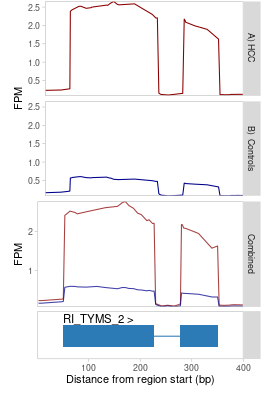 2.5
2.0
1.5
1.0
0.5
A) HCC
FPM
2.5
2.0
1.5
1.0
0.5
B) Controls
2
1
FPM
Combined
RI_TYMS_2 >
100 200 300 400
Distance from region start (bp)